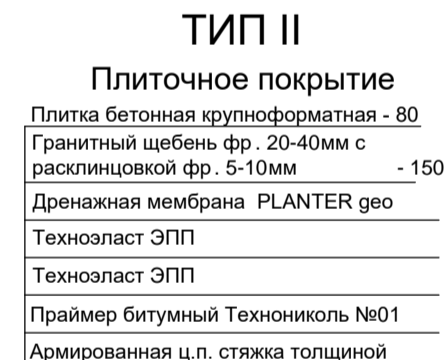 ТИП II
Плиточное покрытие
Плитка бетонная крупноформатная - 80
Гранитный щебень фр. 20-40мм с
расклинцовкой фр. 5-10мм - 150
Дренажная мембрана PLANTER geo
Техноэласт ЭПП
Техноэласт ЭПП
Праймер битумный Технониколь №01
Армированная ц.п. стяжка толщиной